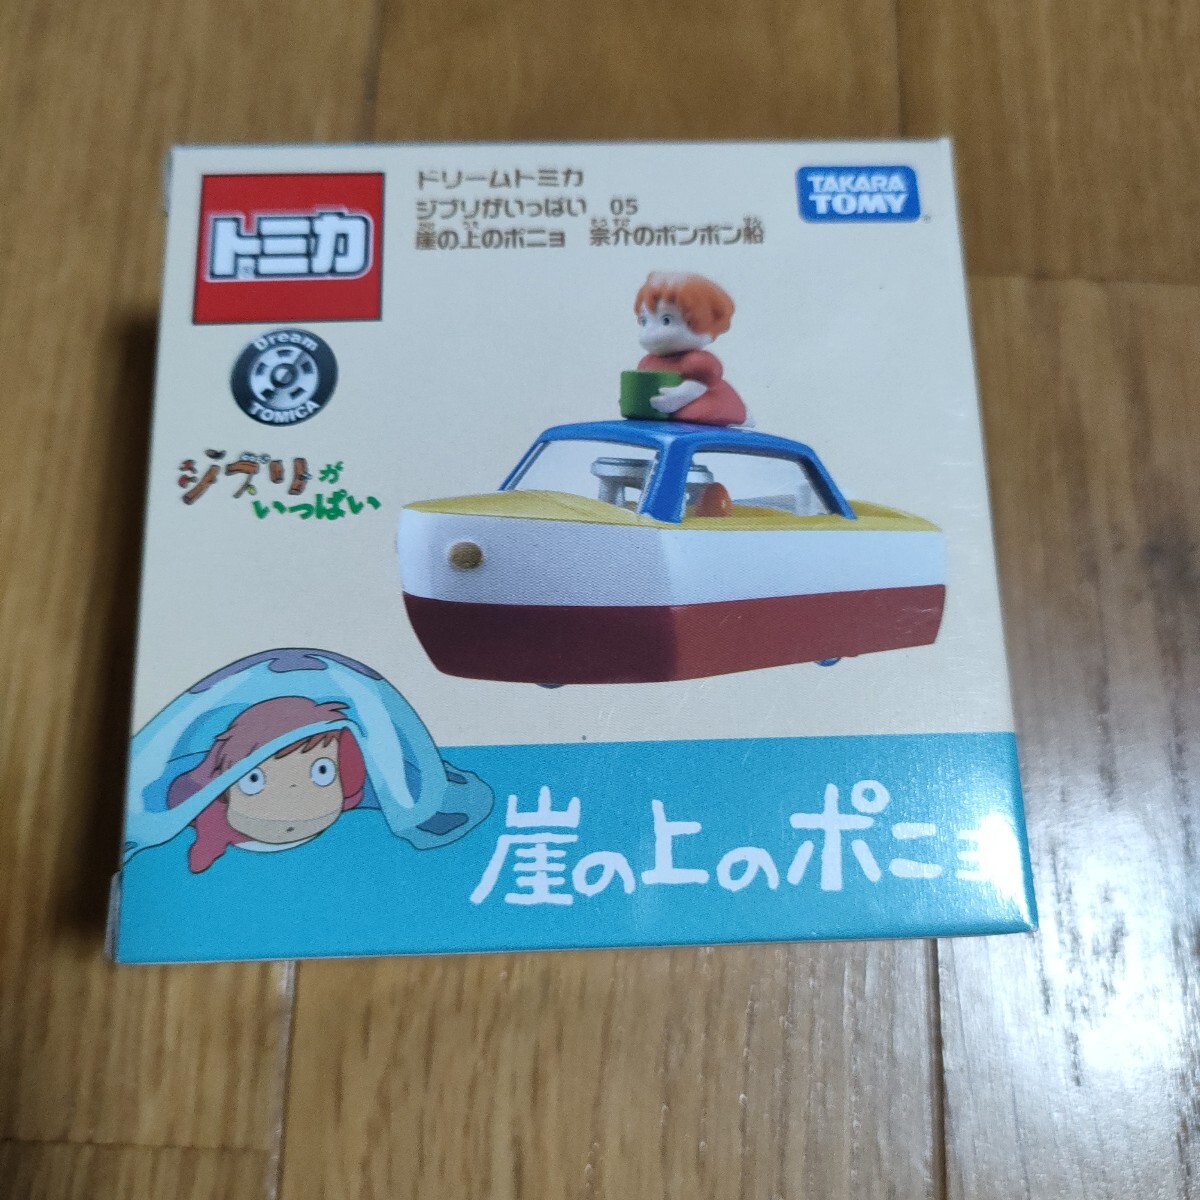 トミカ
ドリームトミカ
ジブリがいっぱい 05
崖の上のポニョ 宗介のポンポン船
TAKARA
TOMY
Dream
TOMICA
ジブリが
いっぱい
崖の上のポニョ